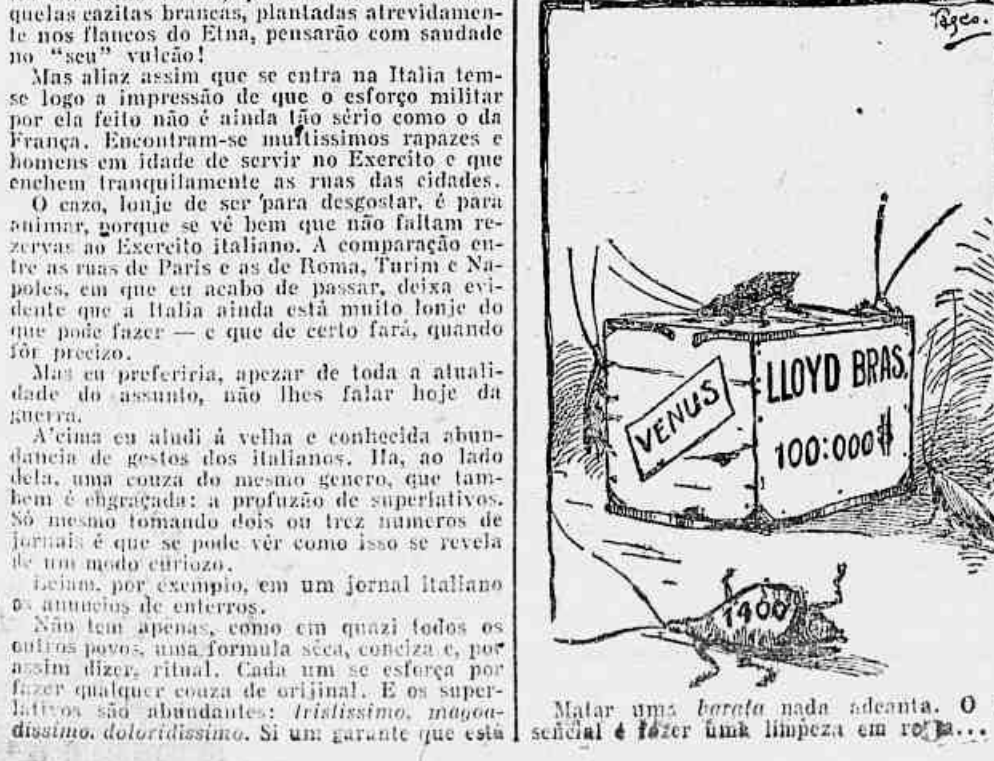 quelas cazitas brancas, plantadas atrevidamen-
te nos flancos do Etna, pensarão com saudade
no "seu" vulcão!
Mas aliaz assim que se entra na Italia tem-
se logo a impressão de que o esforço militar
por ela feito não é ainda tão sério como o da
França. Encontram-se muitissimos rapazes e
homens em idade de servir no Exercito e que
enchem tranquilamente as ruas das cidades.
O cazo, lonje de ser para desgostar, é para
animar, porque se vê bem que não faltam re-
zervas ao Exercito italiano. A comparação en-
tre as ruas de Paris e as de Roma, Turim e Na-
poles, em que eu acabo de passar, deixa evi-
dente que a Italia ainda está muito lonje do
que pode fazer — e que de certo fará, quando
fôr precizo.
Mas eu preferiria, apezar de toda a atuali-
dade do assunto, não lhes falar hoje da
guerra.
A'cima eu aludi á velha e conhecida abun-
dancia de gestos dos italianos. Ha, ao lado
dela, uma couza do mesmo genero, que tam-
bem é engraçada: a profuzão de superlativos.
Só mesmo tomando dois ou trez numeros de
jornais é que se pode vêr como isso se revela
de um modo curiozo.
Leiam, por exemplo, em um jornal italiano
os anuncios de enterros.
Não tem apenas, como em quazi todos os
outros povos, uma formula sêca, conciza e, por
assim dizer, ritual. Cada um se esforça por
fazer qualquer couza de orijinal. E os super-
lativos são abundantes: tristissimo, magoa-
dissimo, doloridissimo. Si um garante que esta
VENUS
LLOYD BRAS.
100:000$
1400
Matar uma barata nada adeanta. O
sencial é fazer uma limpeza em